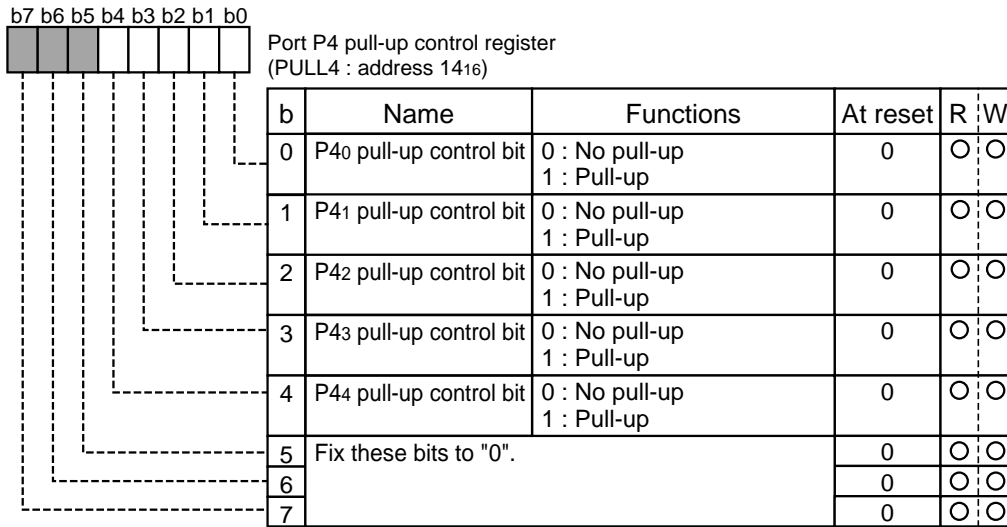 b7 b6 b5 b4 b3 b2 b1 b0
Port P4 pull-up control register
(PULL4 : address 1416)
b Name Functions At reset R W
0 P40 pull-up control bit 0 : No pull-up 0
1 : Pull-up
1 P41 pull-up control bit 0 : No pull-up 0
1 : Pull-up
2 P42 pull-up control bit 0 : No pull-up 0
1 : Pull-up
3 P43 pull-up control bit 0 : No pull-up 0
1 : Pull-up
4 P44 pull-up control bit 0 : No pull-up 0
1 : Pull-up
5 Fix these bits to "0". 0
6 0
7 0